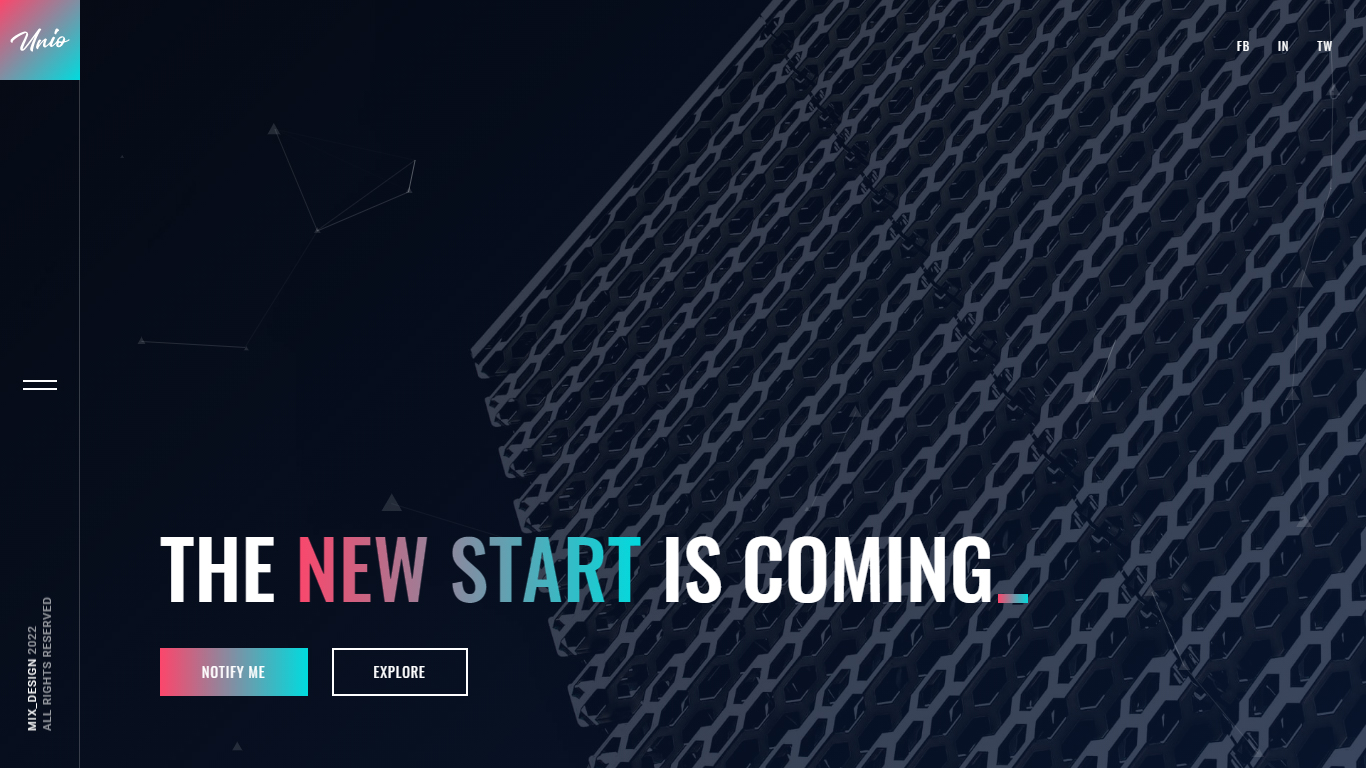 Unio
FB IN TW
THE NEW START IS COMING_
NOTIFY ME
EXPLORE
MIX_DESIGN 2022
ALL RIGHTS RESERVED